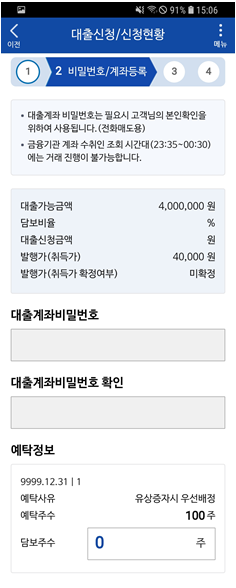 91% 15:06
이전
대출신청/신청현황
메뉴
1
2 비밀번호/계좌등록
3
4
• 대출계좌 비밀번호는 필요시 고객님의 본인확인을
위하여 사용됩니다.(전화매도용)
• 금융기관 계좌 수취인 조회 시간대(23:35~00:30)
에는 거래 진행이 불가능합니다.
대출가능금액 4,000,000 원
담보비율 %
대출신청금액 원
발행가(취득가) 40,000 원
발행가(취득가 확정여부) 미확정
대출계좌비밀번호
대출계좌비밀번호 확인
예탁정보
9999.12.31 | 1
예탁사유 유상증자시 우선배정
예탁주수 100 주
담보주수 0 주